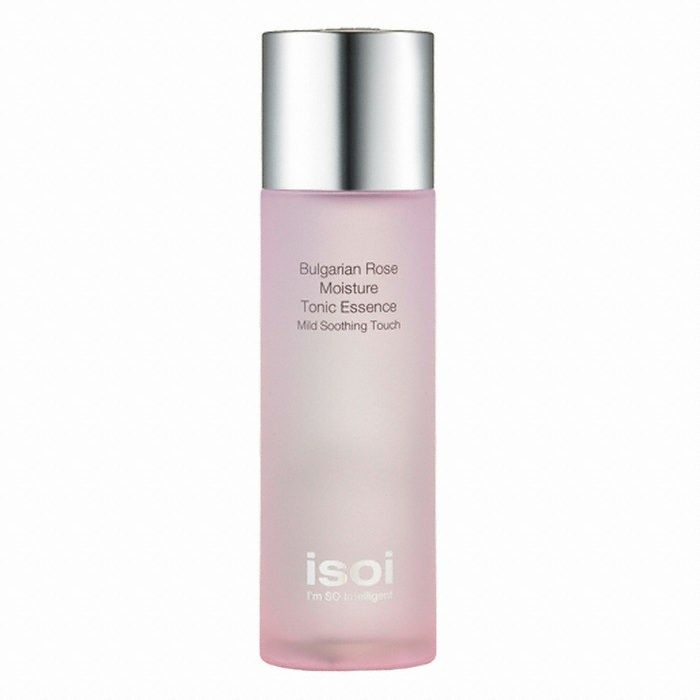 Bulgarian Rose
Moisture
Tonic Essence
Mild Soothing Touch
isoi
I'm SO Intelligent